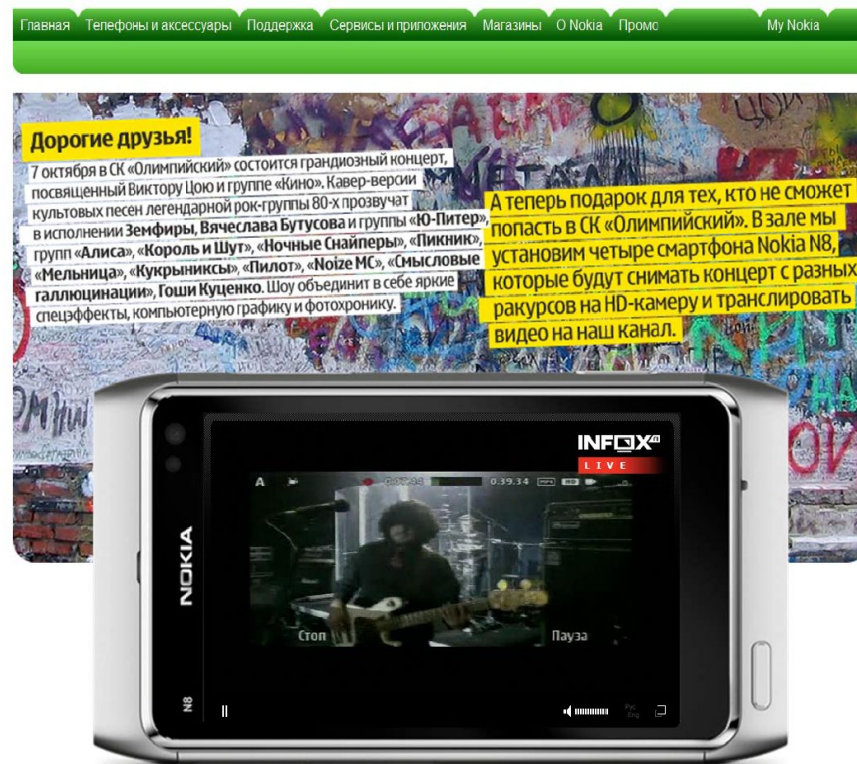 Главная Телефоны и аксессуары Поддержка Сервисы и приложения Магазины О Nokia Промо My Nokia
Дорогие друзья!
7 октября в СК «Олимпийский» состоится грандиозный концерт,
посвященный Виктору Цою и группе «Кино». Кавер-версии
культовых песен легендарной рок-группы 80-х прозвучат
в исполнении Земфиры, Вячеслава Бутусова и группы «Ю-Питер»,
групп «Алиса», «Король и Шут», «Ночные Снайперы», «Пикник»,
«Мельница», «Кукрыниксы», «Пилот», «Noize MC», «Смысловые
галлюцинации», Гоши Куценко. Шоу объединит в себе яркие
спецэффекты, компьютерную графику и фотохронику.
А теперь подарок для тех, кто не сможет
попасть в СК «Олимпийский». В зале мы
установим четыре смартфона Nokia N8,
которые будут снимать концерт с разных
ракурсов на HD-камеру и транслировать
видео на наш канал.
INFOX
LIVE
A 0.39.34
Стоп Пауза
NOKIA
N8
Рус
Eng